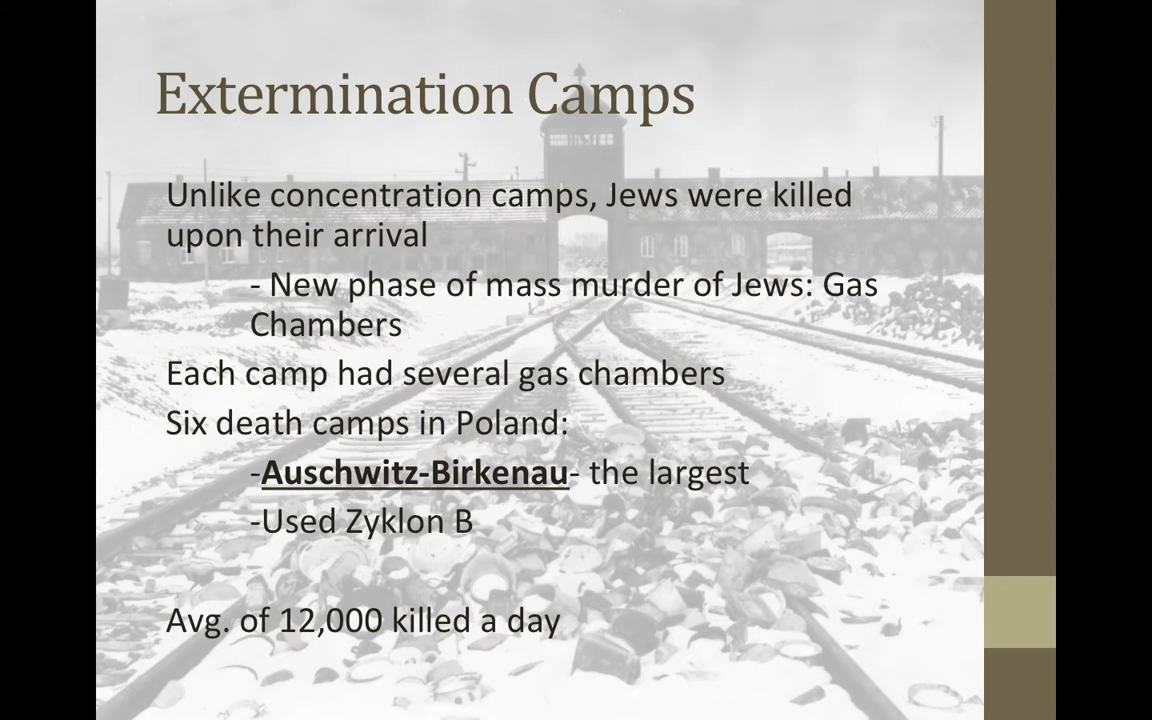 Extermination Camps
Unlike concentration camps, Jews were killed
upon their arrival
- New phase of mass murder of Jews: Gas
Chambers
Each camp had several gas chambers
Six death camps in Poland:
-Auschwitz-Birkenau- the largest
-Used Zyklon B
Avg. of 12,000 killed a day